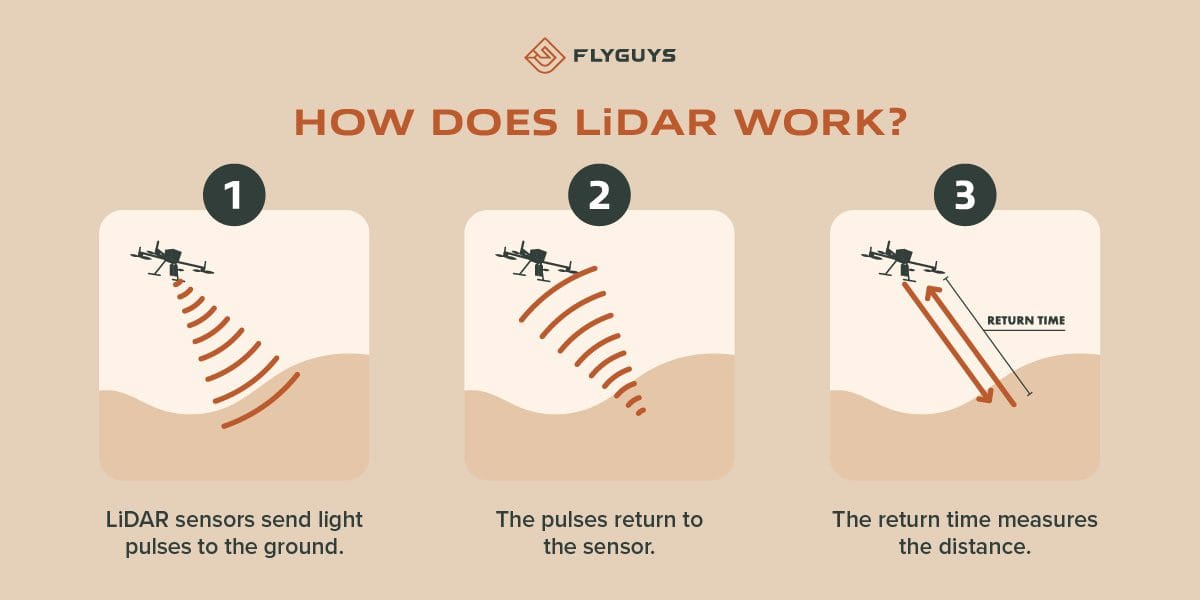 FLYGUYS
HOW DOES LiDAR WORK?
1
2
3
RETURN TIME
LiDAR sensors send light
pulses to the ground.
The pulses return to
the sensor.
The return time measures
the distance.